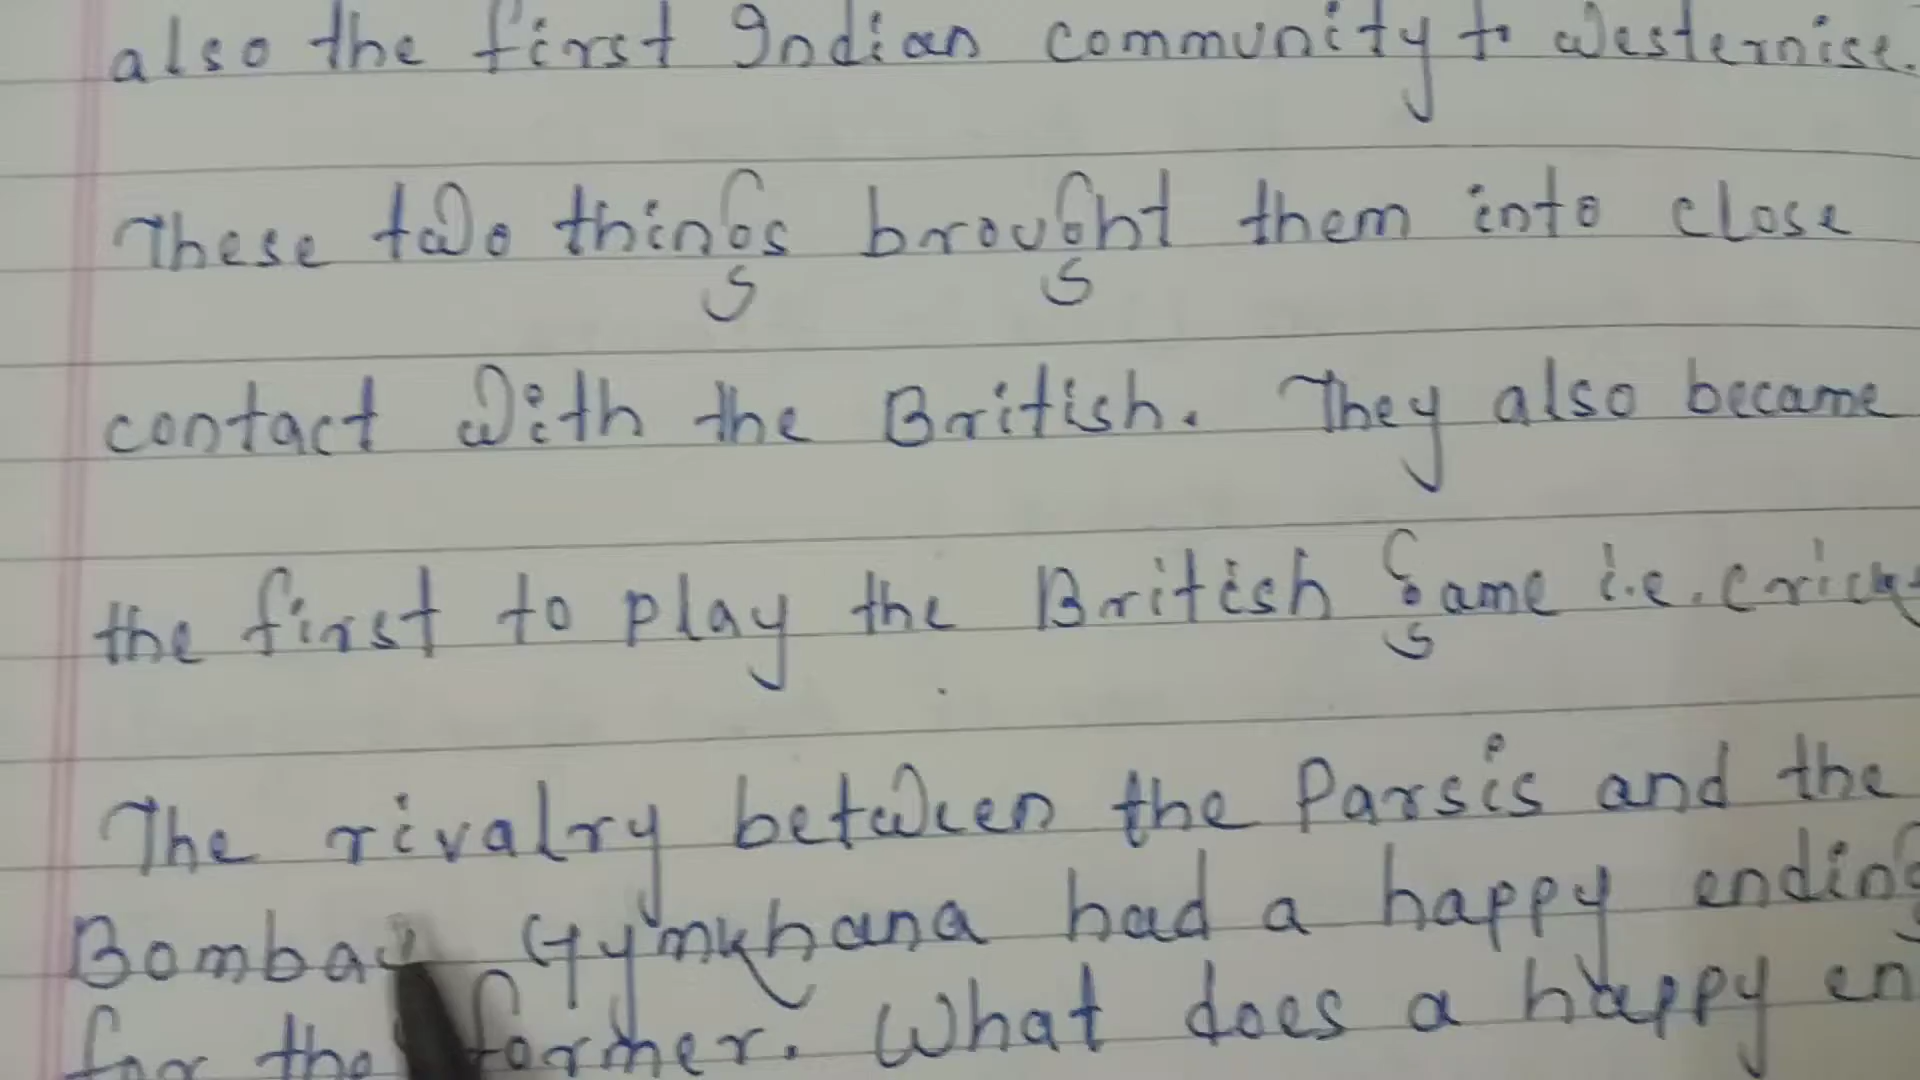 also the first Indian community to westernise.
These two things brought them into close
contact with the British. They also became
the first to play the British game i.e. crick
The rivalry between the Parsis and the
Bombay Gymkhana had a happy ending
for the former. What does a happy en